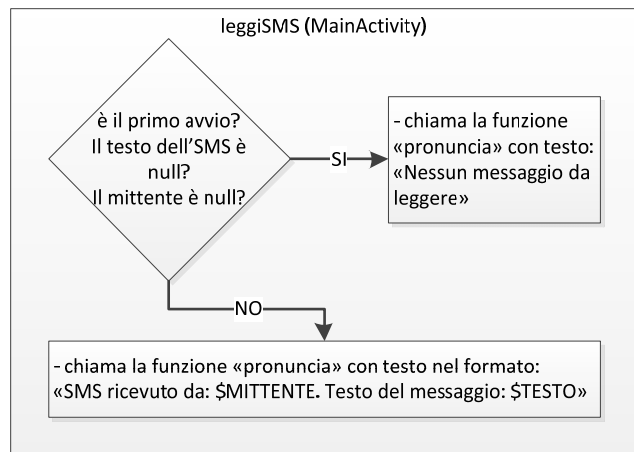 leggiSMS (MainActivity)
è il primo avvio?
Il testo dell'SMS è
null?
Il mittente è null?
SI
- chiama la funzione
«pronuncia» con testo:
«Nessun messaggio da
leggere»
NO
- chiama la funzione «pronuncia» con testo nel formato:
«SMS ricevuto da: $MITTENTE. Testo del messaggio: $TESTO»